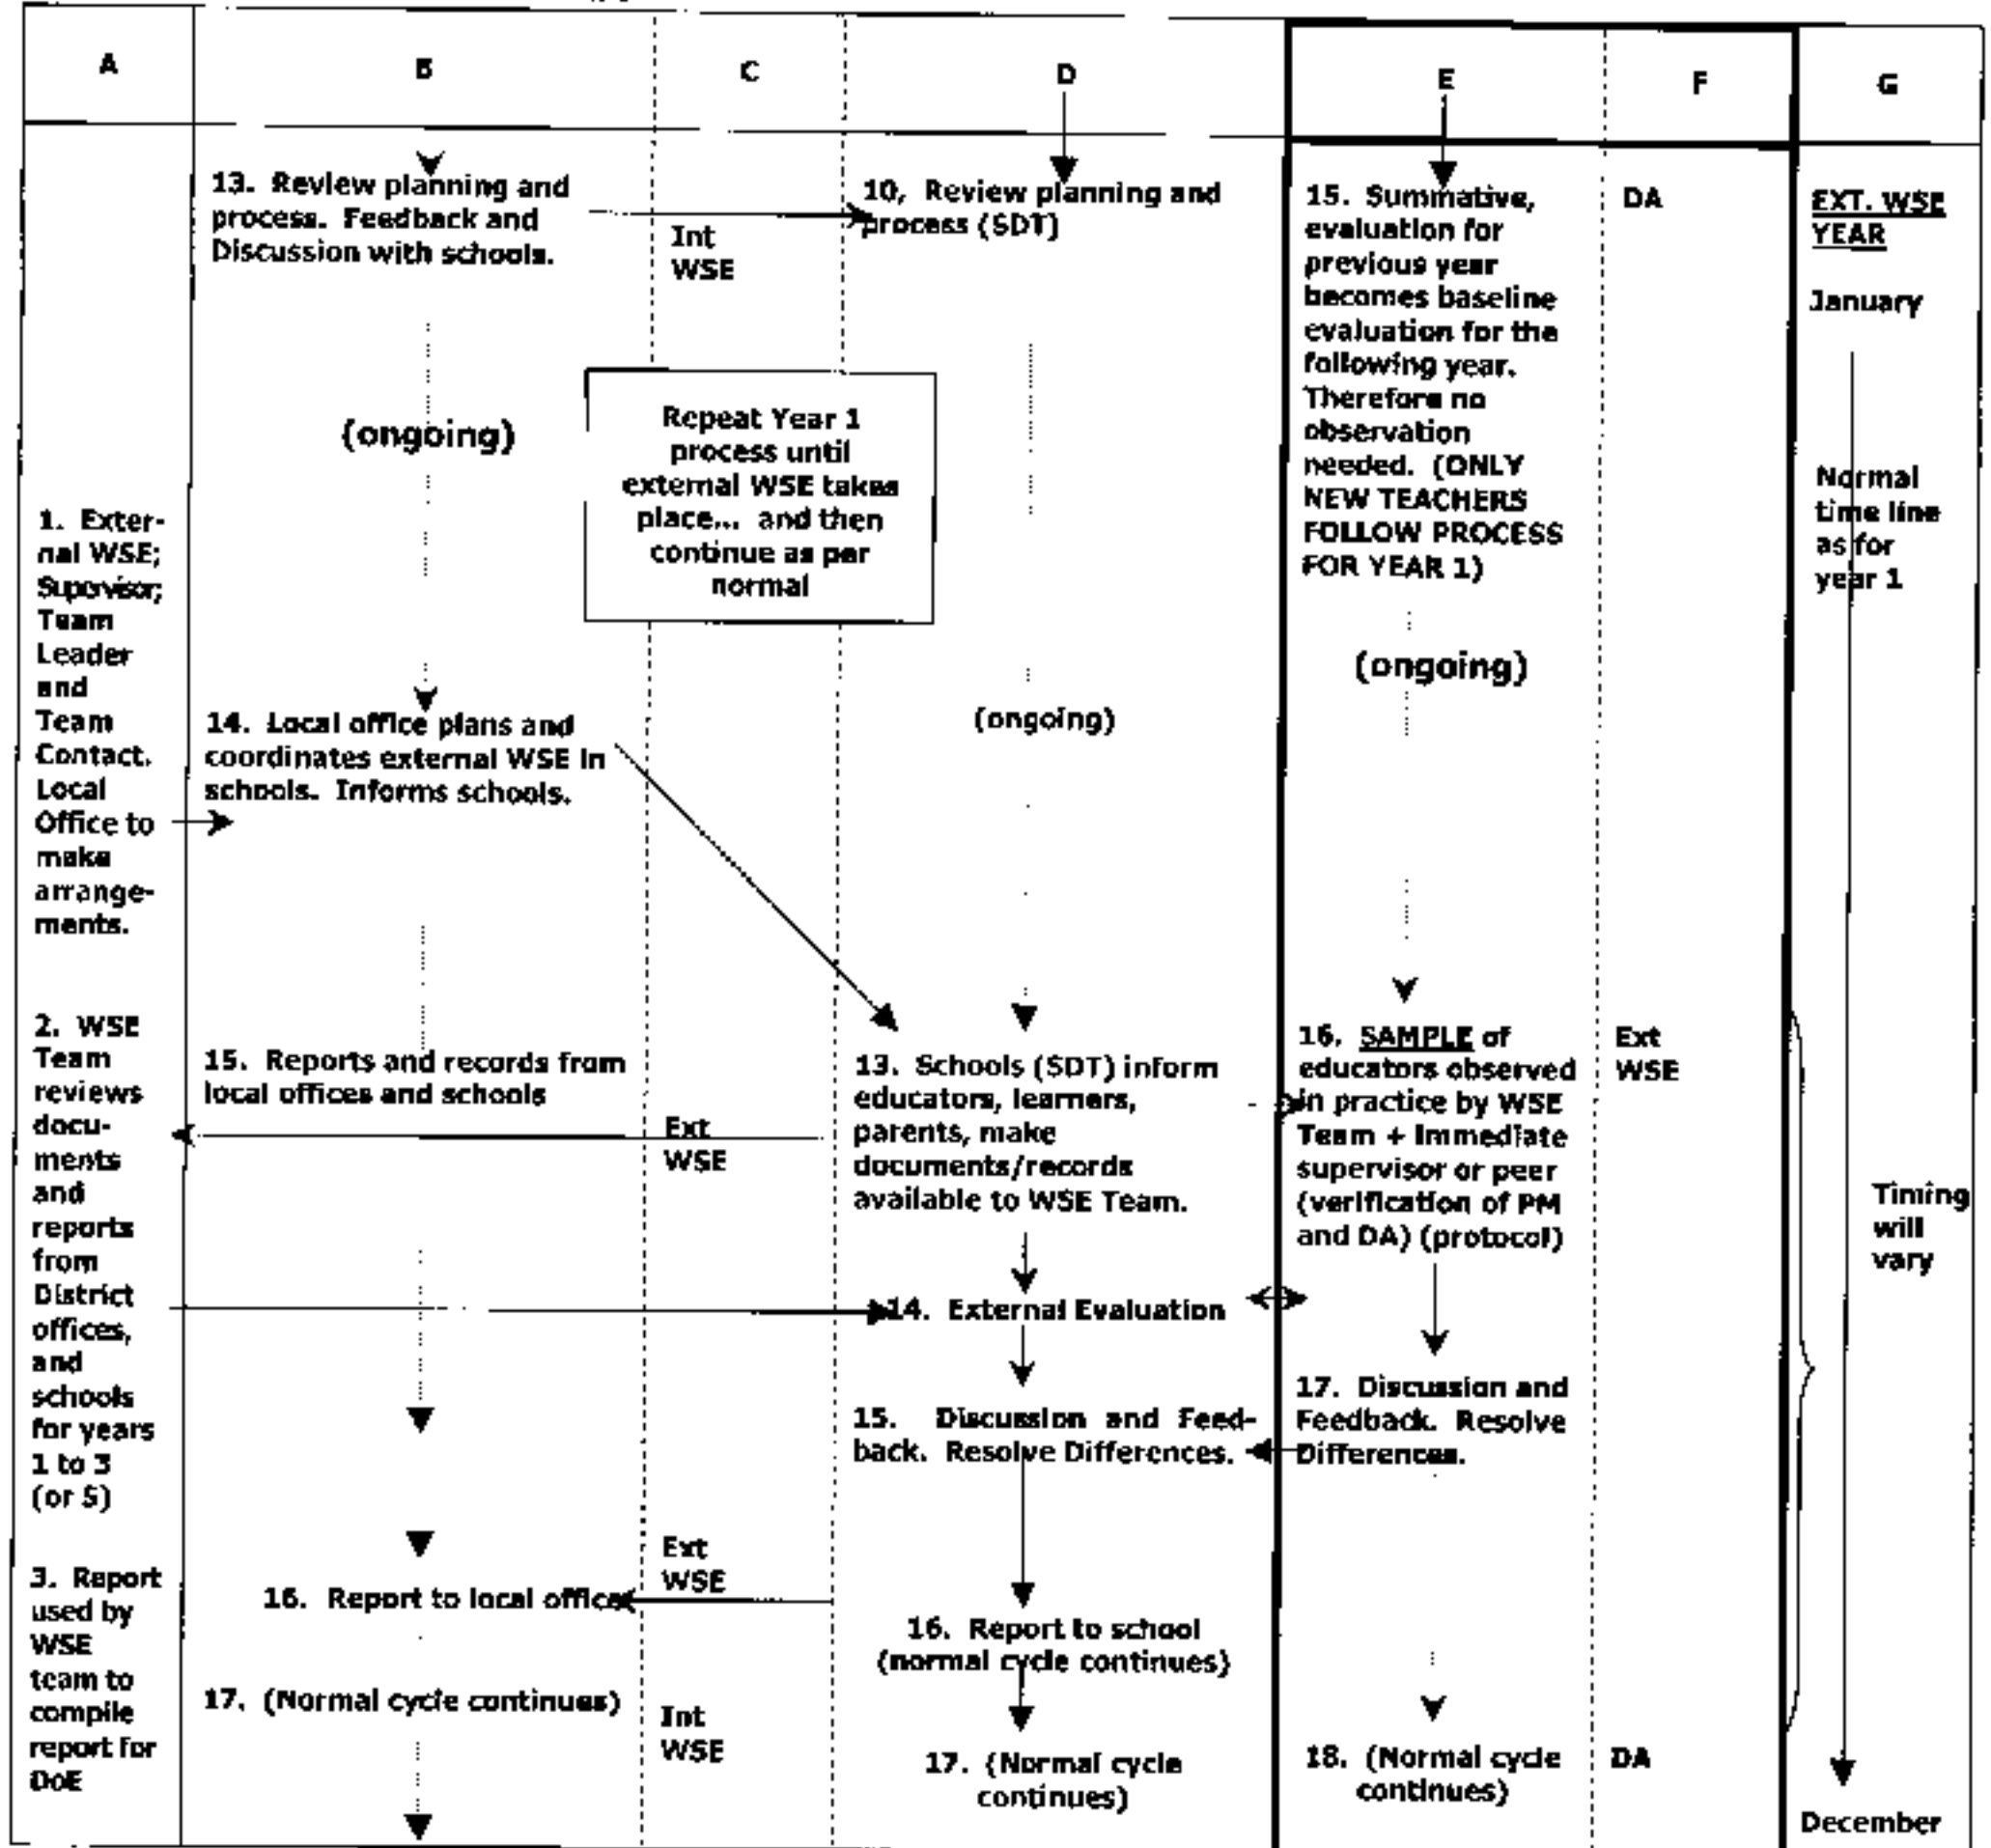 A
B
C
D
E
F
G
13. Review planning and
process. Feedback and
Discussion with schools.
Int
WSE
10, Review planning and
process (SDT)
15. Summative,
evaluation for
previous year
becomes baseline
evaluation for the
following year.
Therefore no
observation
needed. (ONLY
NEW TEACHERS
FOLLOW PROCESS
FOR YEAR 1)
DA
EXT. WSE
YEAR
January
(ongoing)
Repeat Year 1
process until
external WSE takes
place... and then
continue as per
normal
Normal
time line
as for
year 1
1. Exter-
nal WSE;
Supervisor;
Team
Leader
and
Team
Contact.
Local
Office to
make
arrange-
ments.
(ongoing)
(ongoing)
14. Local office plans and
coordinates external WSE in
schools. Informs schools.
2. WSE
Team
reviews
docu-
ments
and
reports
from
District
offices,
and
schools
for years
1 to 3
(or 5)
15. Reports and records from
local offices and schools
Ext
WSE
13. Schools (SDT) inform
educators, learners,
parents, make
documents/records
available to WSE Team.
16. SAMPLE of
educators observed
in practice by WSE
Team + Immediate
supervisor or peer
(verification of PM
and DA) (protocol)
Ext
WSE
Timing
will
vary
14. External Evaluation
15. Discussion and Feed-
back. Resolve Differences.
17. Discussion and
Feedback. Resolve
Differences.
3. Report
used by
WSE
team to
compile
report for
DoE
16. Report to local office
Ext
WSE
16. Report to school
(normal cycle continues)
17. (Normal cycle continues)
Int
WSE
17. (Normal cycle
continues)
18. (Normal cycle
continues)
DA
December